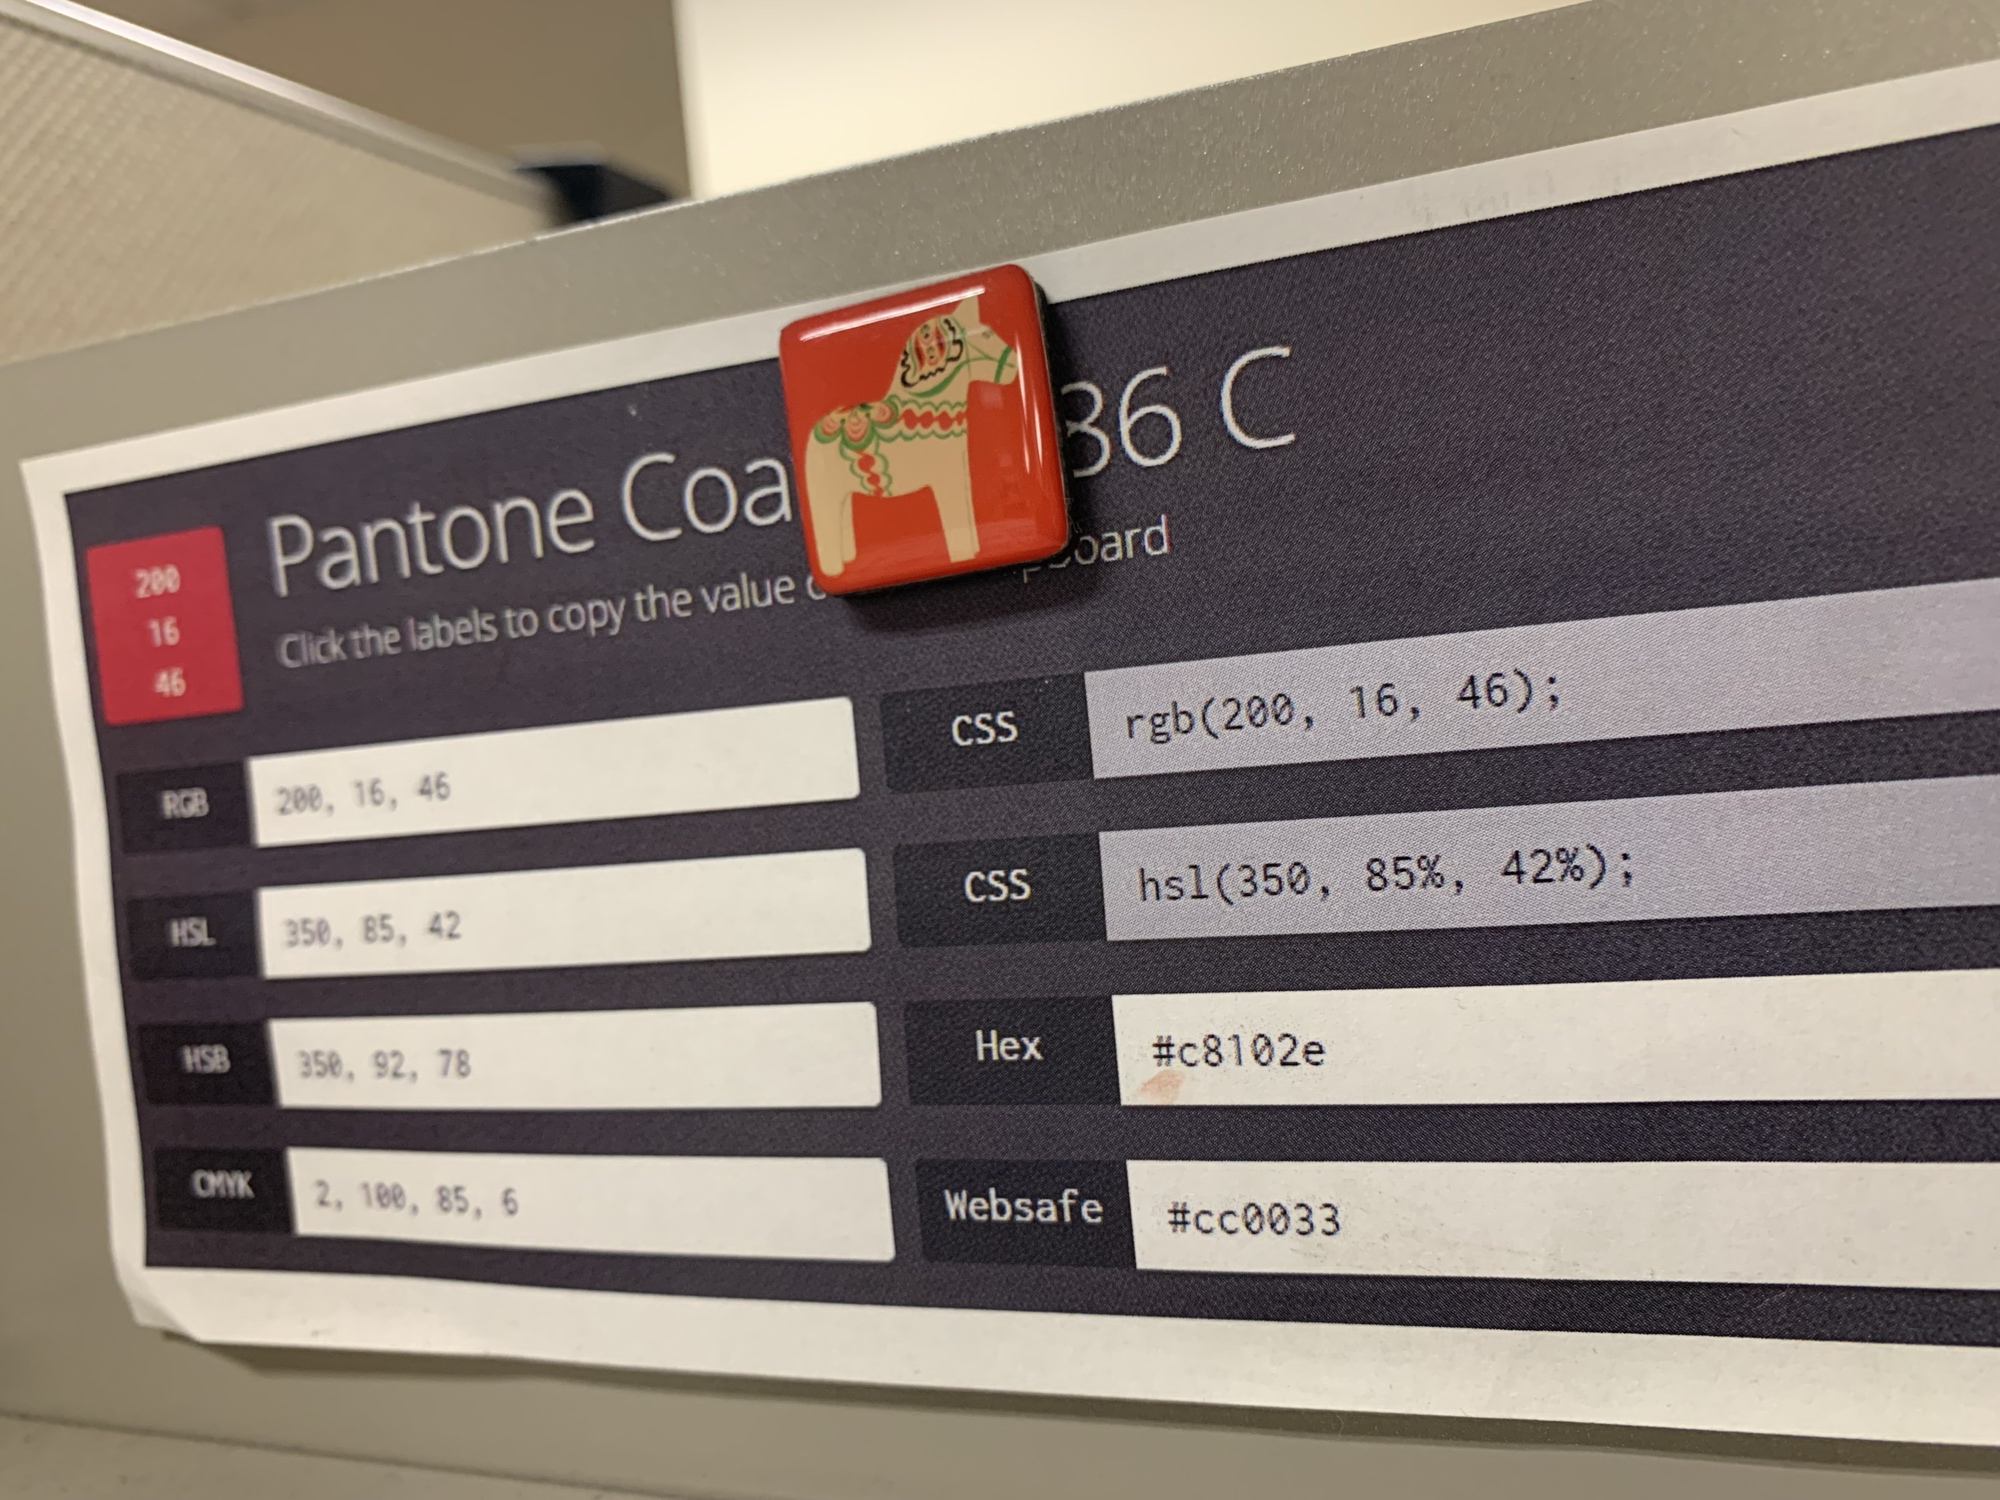 Pantone Coa 36 C
Click the labels to copy the value
200
16
46
RGB 200, 16, 46
HSL 350, 85, 42
HSB 350, 92, 78
CMYK 2, 100, 85, 6
CSS rgb(200, 16, 46);
CSS hsl(350, 85%, 42%);
Hex #c8102e
Websafe #cc0033